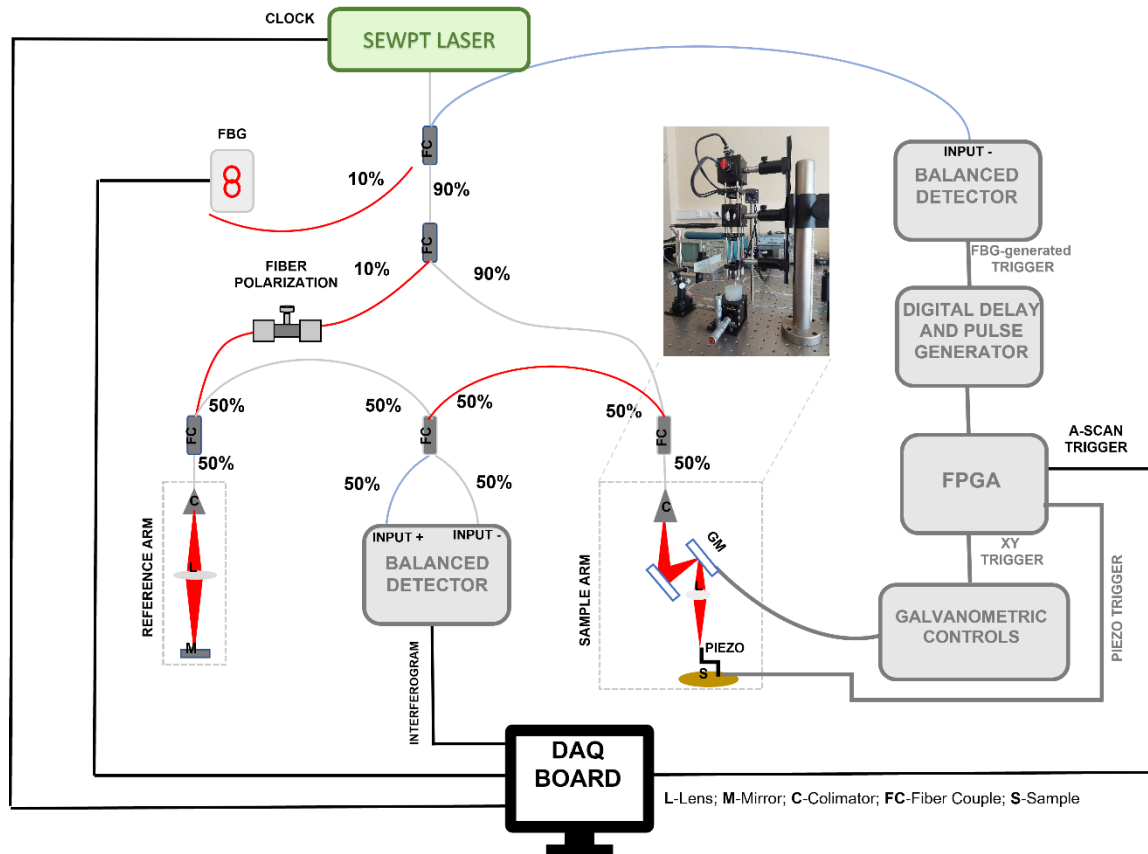 CLOCK
SEWPT LASER
FBG
FC
10%
90%
FC
INPUT -
BALANCED
DETECTOR
FBG-generated
TRIGGER
FIBER
POLARIZATION
10%
90%
DIGITAL DELAY
AND PULSE
GENERATOR
50%
50%
50%
50%
FC
FC
FC
50%
50%
A-SCAN
TRIGGER
FPGA
50%
50%
REFERENCE ARM
C
L
M
INPUT +
INPUT -
BALANCED
DETECTOR
SAMPLE ARM
C
GM
L
PIEZO
S
XY
TRIGGER
GALVANOMETRIC
CONTROLS
PIEZO TRIGGER
INTERFEROGRAM
DAQ
BOARD
L-Lens; M-Mirror; C-Colimator; FC-Fiber Couple; S-Sample